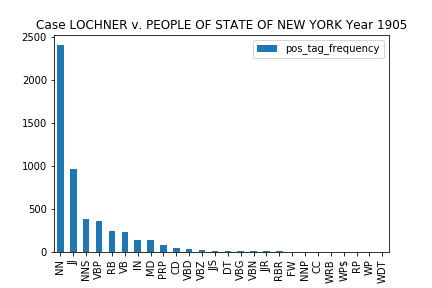 Case LOCHNER v. PEOPLE OF STATE OF NEW YORK Year 1905
pos_tag_frequency
2500
2000
1500
1000
500
0
NN
JJ
NNS
VBP
RB
VB
IN
MD
PRP
CD
VBD
VBZ
JJS
DT
VBG
VBN
JJR
RBR
FW
NNP
CC
WRB
WP$
RP
WP
WDT